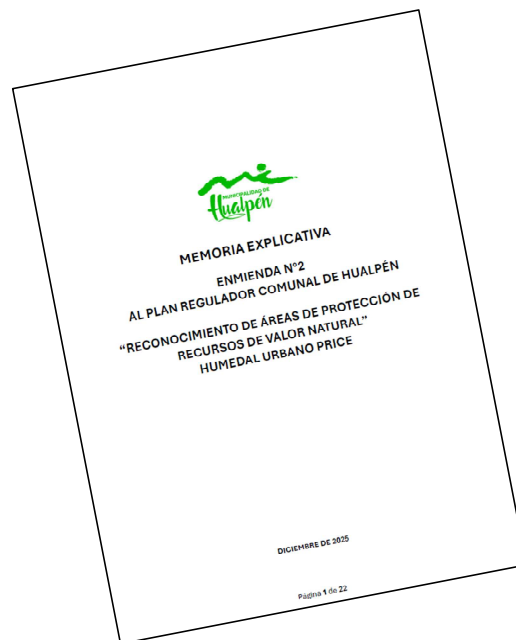 MUNICIPALIDAD DE
Hualpén
MEMORIA EXPLICATIVA
ENMIENDA N°2
AL PLAN REGULADOR COMUNAL DE HUALPÉN
“RECONOCIMIENTO DE ÁREAS DE PROTECCIÓN DE
RECURSOS DE VALOR NATURAL”
HUMEDAL URBANO PRICE
DICIEMBRE DE 2025
Página 1 de 22